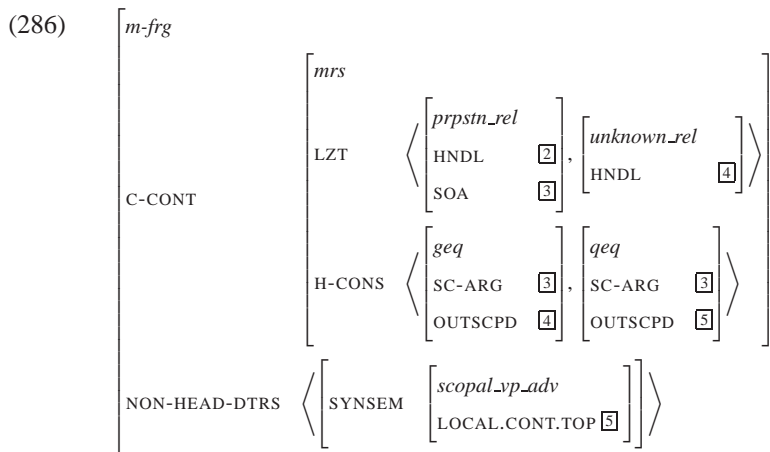 (286)
m-frg
mrs
prpstn_rel
unknown_rel
LZT HNDL 2 , HNDL 4
SOA 3
C-CONT
geq qeq
H-CONS SC-ARG 3 , SC-ARG 3
OUTSCPD 4 OUTSCPD 5
scopal_vp_adv
NON-HEAD-DTRS SYNSEM
LOCAL.CONT.TOP 5